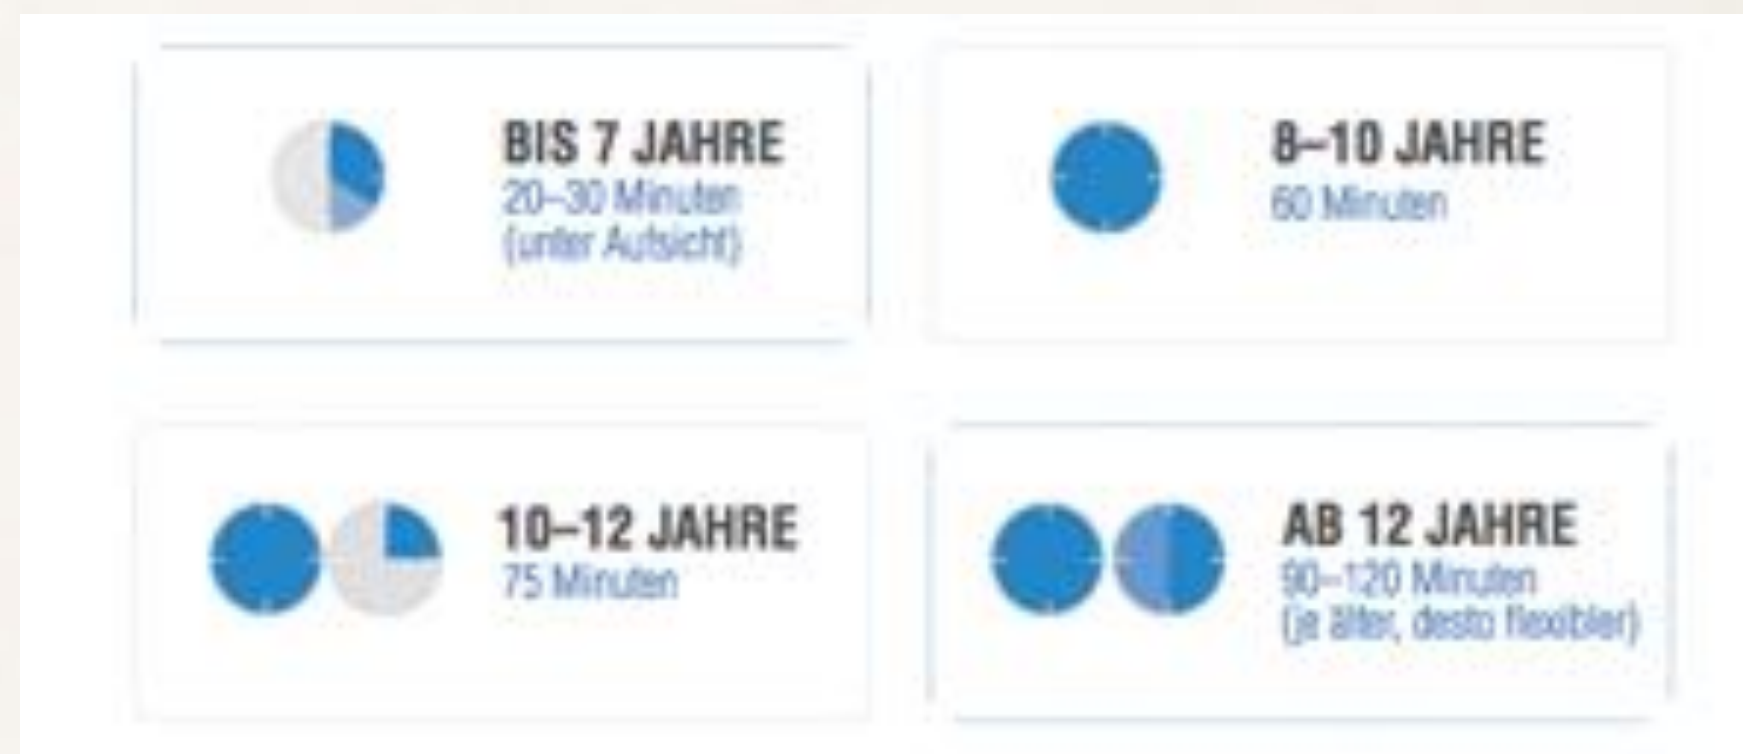 BIS 7 JAHRE
20–30 Minuten
(unter Aufsicht)
8–10 JAHRE
60 Minuten
10–12 JAHRE
75 Minuten
AB 12 JAHRE
90–120 Minuten
(je älter, desto flexibler)